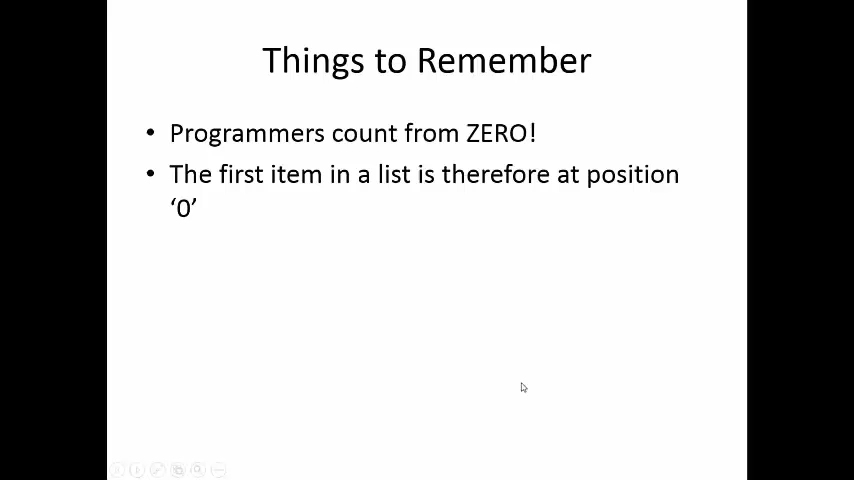 Things to Remember
• Programmers count from ZERO!
• The first item in a list is therefore at position
‘0’